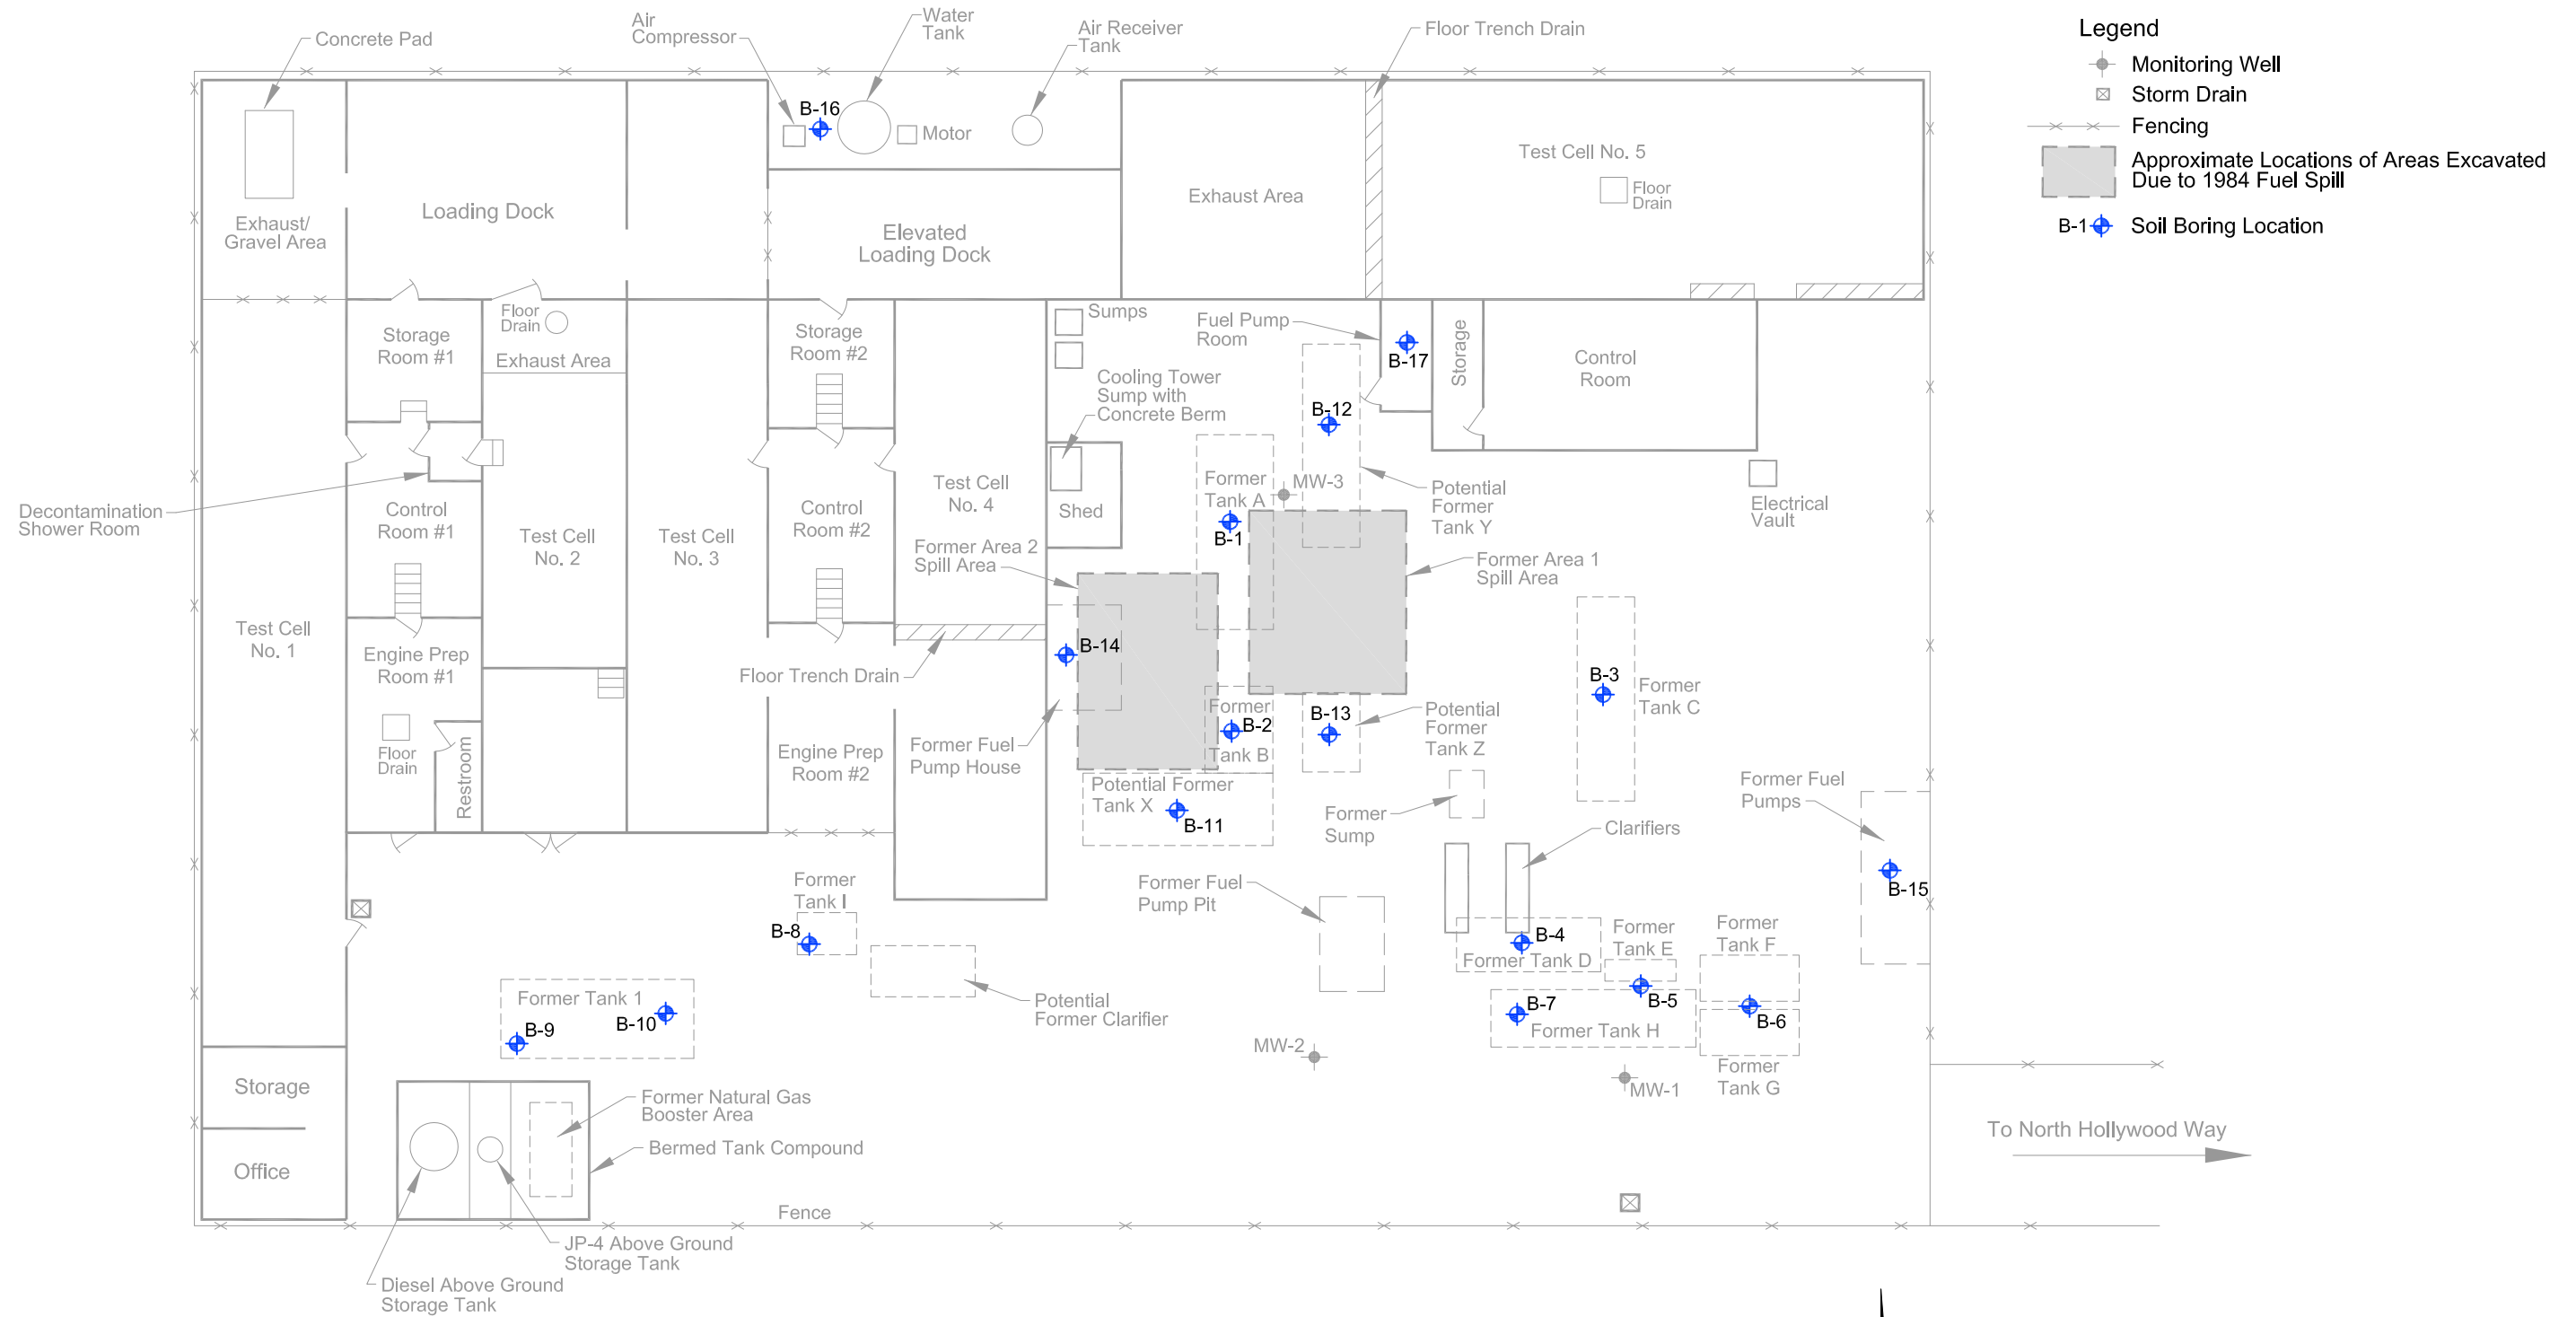 Concrete Pad
Air
Compressor
Water
Tank
Air Receiver
Tank
Floor Trench Drain
Legend
Monitoring Well
Storm Drain
Fencing
Approximate Locations of Areas Excavated
Due to 1984 Fuel Spill
B-1
Soil Boring Location
B-16
Motor
Exhaust/
Gravel Area
Loading Dock
Elevated
Loading Dock
Exhaust Area
Test Cell No. 5
Floor
Drain
Storage
Room #1
Floor
Drain
Exhaust Area
Storage
Room #2
Sumps
Fuel Pump
Room
B-17
Storage
Control
Room
Cooling Tower
Sump with
Concrete Berm
B-12
Decontamination
Shower Room
Control
Room #1
Test Cell
No. 2
Test Cell
No. 3
Control
Room #2
Test Cell
No. 4
Shed
Former
Tank A
MW-3
B-1
Potential
Former
Tank Y
Electrical
Vault
Former Area 2
Spill Area
Former Area 1
Spill Area
Test Cell
No. 1
Engine Prep
Room #1
Floor Trench Drain
B-14
B-3
Former
Tank C
Former
B-2
Tank B
B-13
Potential
Former
Tank Z
Floor
Drain
Restroom
Engine Prep
Room #2
Former Fuel
Pump House
Potential Former
Tank X
B-11
Former
Sump
Clarifiers
Former Fuel
Pumps
B-15
Former
Tank I
B-8
Former Fuel
Pump Pit
B-4
Former Tank D
Former
Tank E
Former
Tank F
Former Tank 1
B-9
B-10
Potential
Former Clarifier
B-7
Former Tank H
B-5
B-6
Former
Tank G
MW-2
MW-1
Storage
Office
Former Natural Gas
Booster Area
Bermed Tank Compound
To North Hollywood Way
Fence
JP-4 Above Ground
Storage Tank
Diesel Above Ground
Storage Tank